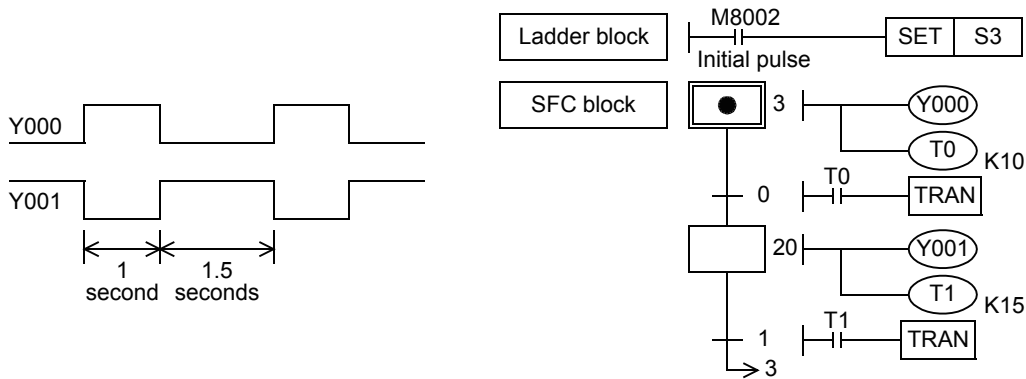 Y000
Y001
1
second
1.5
seconds
Ladder block
M8002
Initial pulse
SET S3
SFC block
3
Y000
T0 K10
0
T0
TRAN
20
Y001
T1 K15
1
T1
TRAN
3